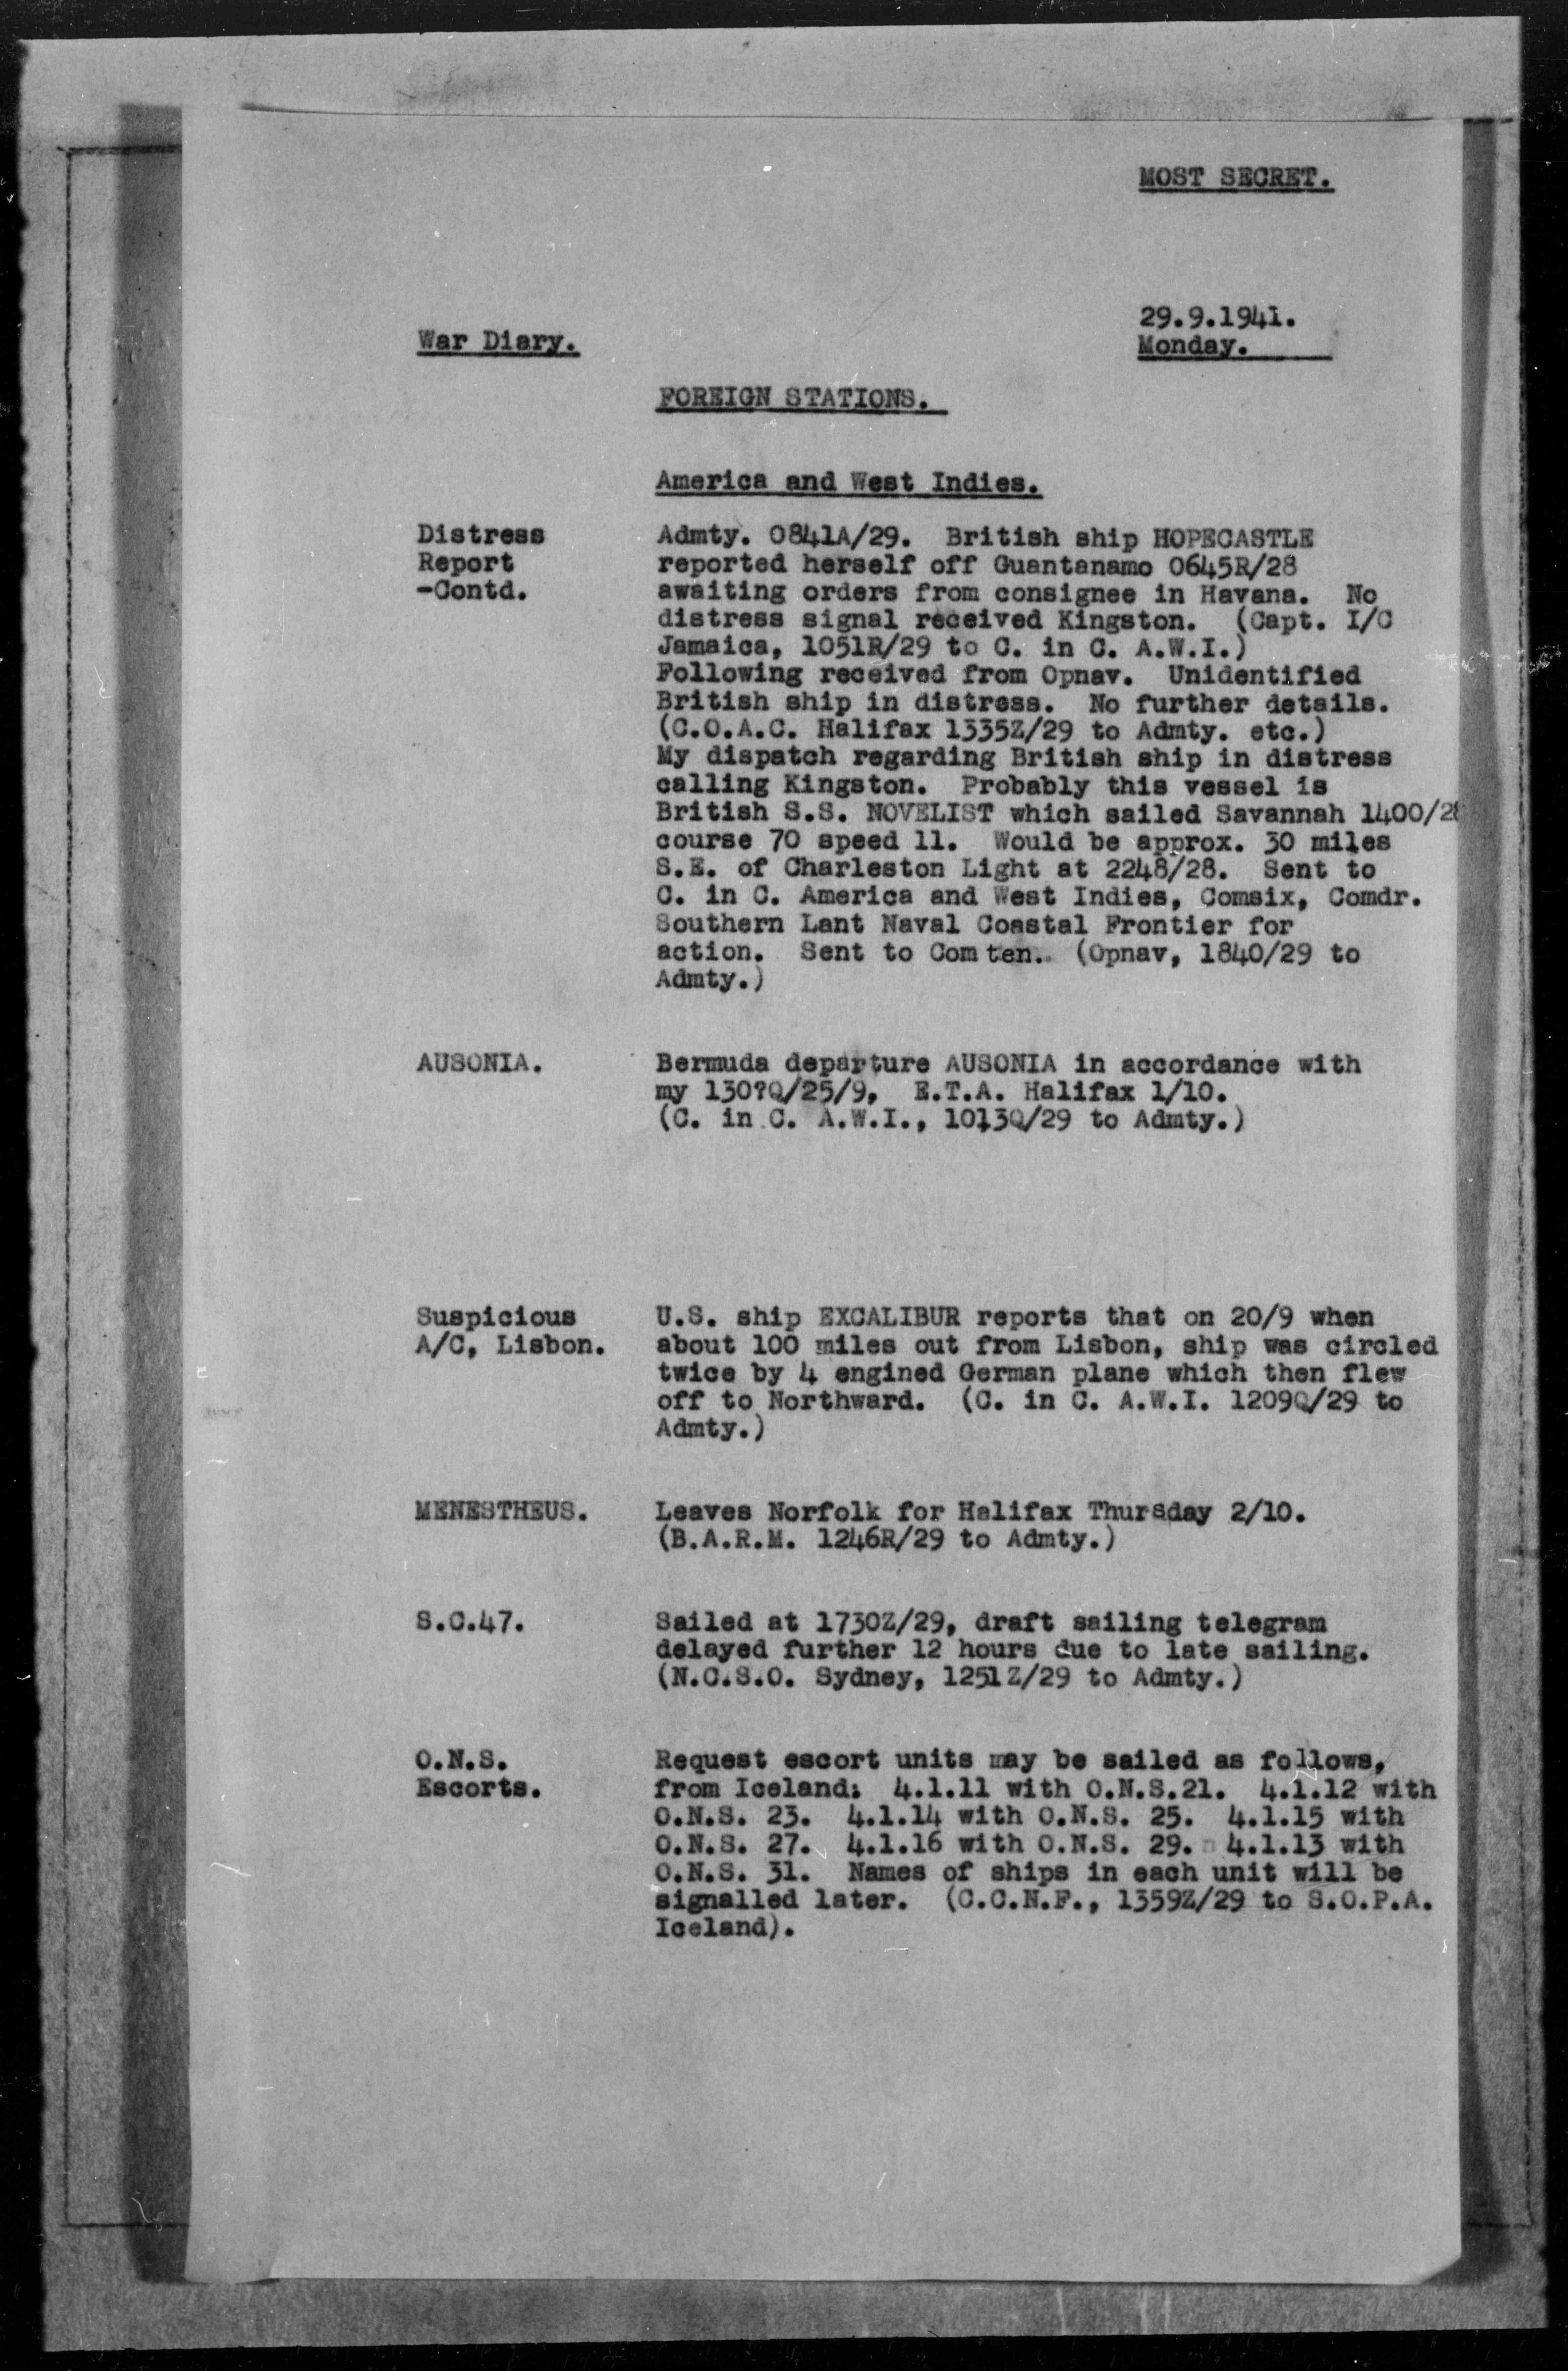 MOST SECRET.
29.9.1941.
War Diary.
Monday.
FOREIGN STATIONS.
America and West Indies.
Distress
Report
-Contd.
Admty. 0841A/29. British ship HOPECASTLE
reported herself off Guantanamo 0645R/28
awaiting orders from consignee in Havana. No
distress signal received Kingston. (Capt. I/C
Jamaica, 1051R/29 to C. in C. A.W.I.)
Following received from Opnav. Unidentified
British ship in distress. No further details.
(C.O.A.C. Halifax 1335Z/29 to Admty. etc.)
My dispatch regarding British ship in distress
calling Kingston. Probably this vessel is
British S.S. NOVELIST which sailed Savannah 1400/28
course 70 speed 11. Would be approx. 30 miles
S.E. of Charleston Light at 2248/28. Sent to
C. in C. America and West Indies, Comsix, Comdr.
Southern Lant Naval Coastal Frontier for
action. Sent to Com ten. (Opnav, 1840/29 to
Admty.)
AUSONIA.
Bermuda departure AUSONIA in accordance with
my 130?Q/25/9, E.T.A. Halifax 1/10.
(C. in C. A.W.I., 1013Q/29 to Admty.)
Suspicious
A/C, Lisbon.
U.S. ship EXCALIBUR reports that on 20/9 when
about 100 miles out from Lisbon, ship was circled
twice by 4 engined German plane which then flew
off to Northward. (C. in C. A.W.I. 1209Q/29 to
Admty.)
MENESTHEUS.
Leaves Norfolk for Halifax Thursday 2/10.
(B.A.R.M. 1246R/29 to Admty.)
S.C.47.
Sailed at 1730Z/29, draft sailing telegram
delayed further 12 hours due to late sailing.
(N.C.S.O. Sydney, 1251Z/29 to Admty.)
O.N.S.
Escorts.
Request escort units may be sailed as follows,
from Iceland: 4.1.11 with O.N.S.21. 4.1.12 with
O.N.S. 23. 4.1.14 with O.N.S. 25. 4.1.15 with
O.N.S. 27. 4.1.16 with O.N.S. 29. 4.1.13 with
O.N.S. 31. Names of ships in each unit will be
signalled later. (C.C.N.F., 1359Z/29 to S.O.P.A.
Iceland).